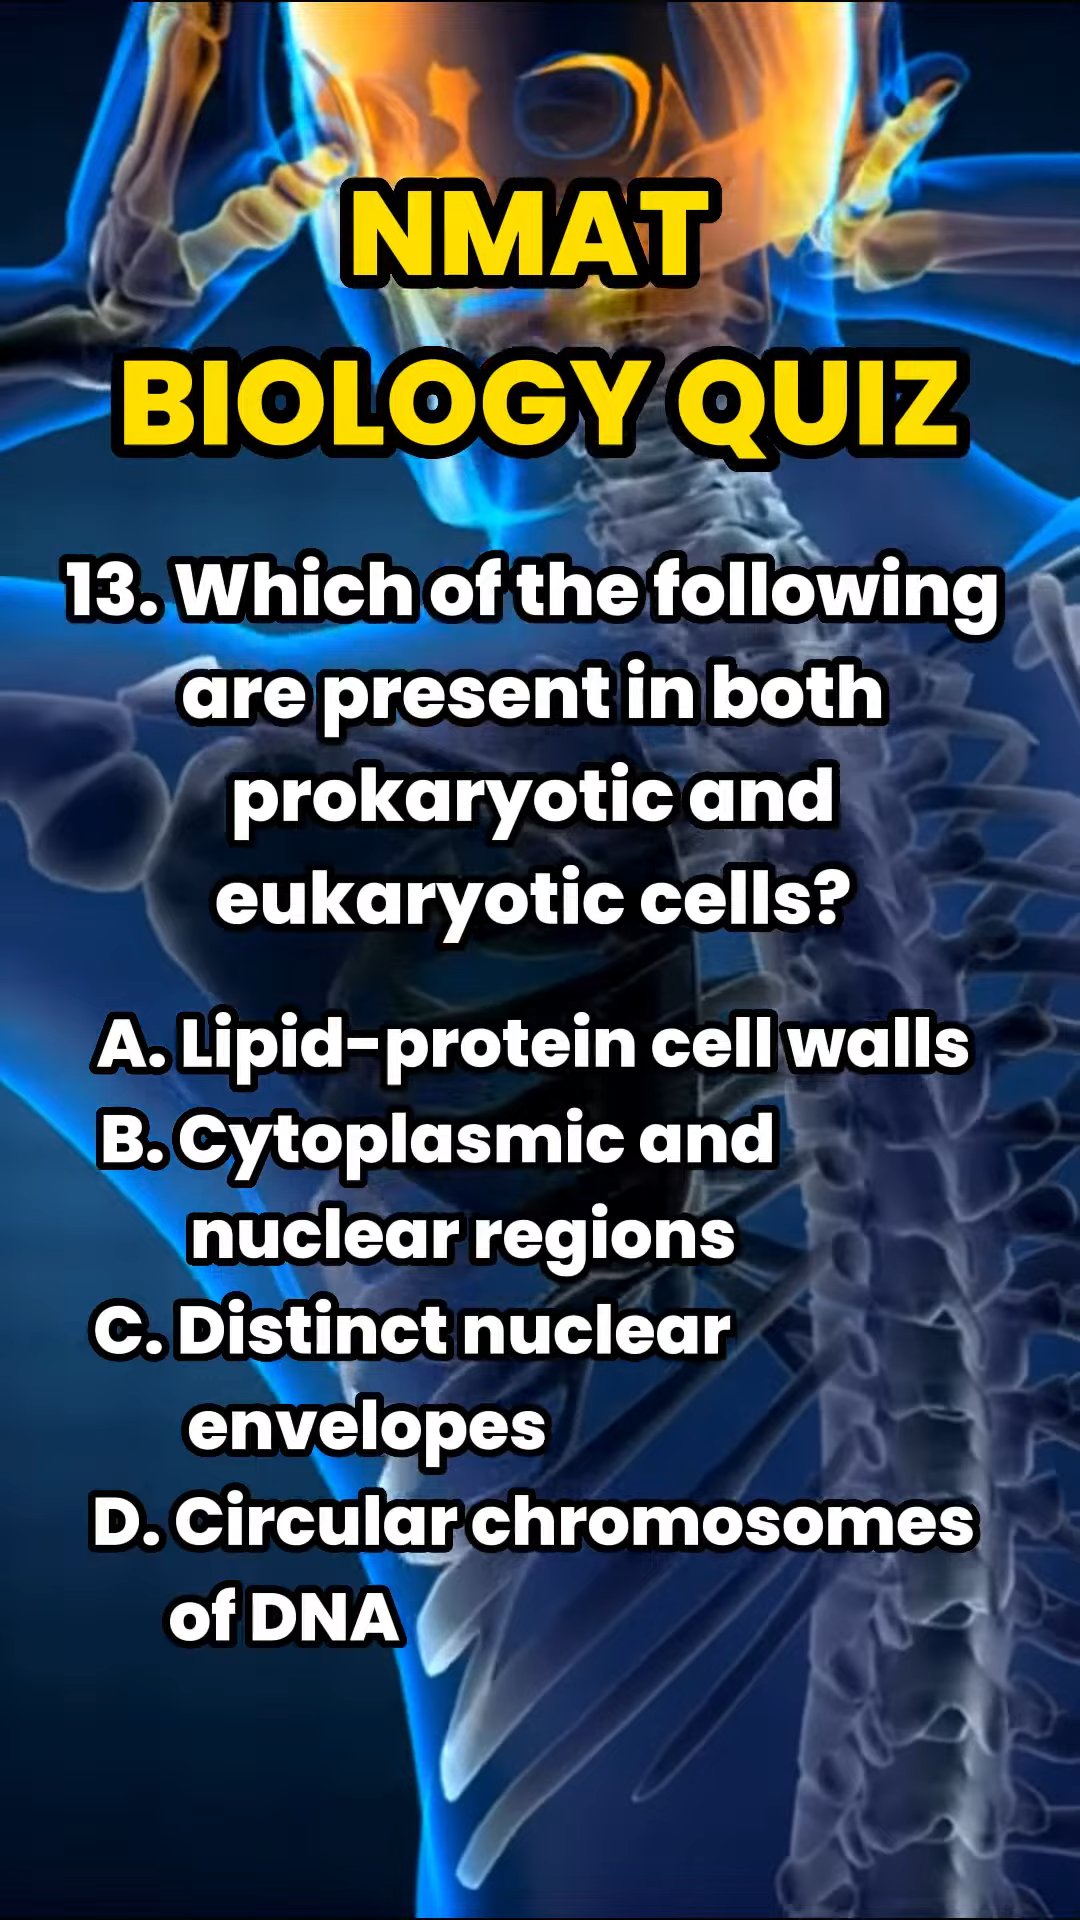 NMAT
BIOLOGY QUIZ
13. Which of the following
are present in both
prokaryotic and
eukaryotic cells?
A. Lipid-protein cell walls
B. Cytoplasmic and
nuclear regions
C. Distinct nuclear
envelopes
D. Circular chromosomes
of DNA